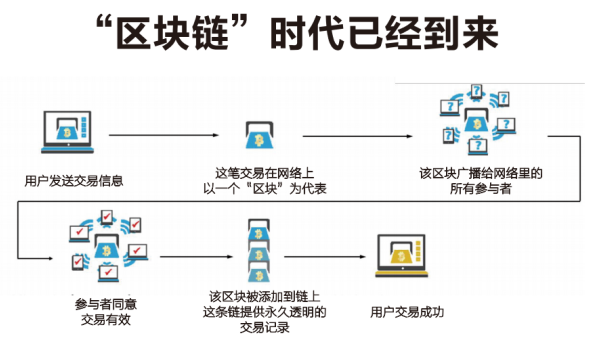 “区块链”时代已经到来
用户发送交易信息
这笔交易在网络上
以一个“区块”为代表
该区块广播给网络里的
所有参与者
参与者同意
交易有效
该区块被添加到链上
这条链提供永久透明的
交易记录
用户交易成功